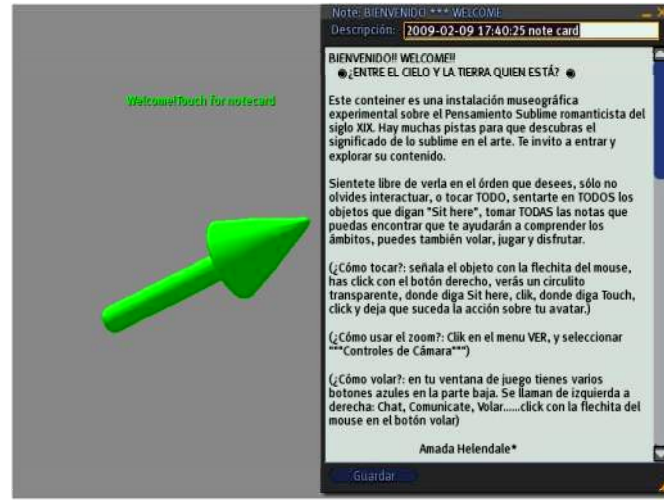 Note: BIENVENIDO *** WELCOME
Descripción: 2009-02-09 17:40:25 note card
Welcome!Touch for notecard
BIENVENIDO!! WELCOME!!
¿ENTRE EL CIELO Y LA TIERRA QUIEN ESTÁ?
Este conteiner es una instalación museográfica
experimental sobre el Pensamiento Sublime romanticista del
siglo XIX. Hay muchas pistas para que descubras el
significado de lo sublime en el arte. Te invito a entrar y
explorar su contenido.
Sientete libre de verla en el órden que desees, sólo no
olvides interactuar, o tocar TODO, sentarte en TODOS los
objetos que digan "Sit here", tomar TODAS las notas que
puedas encontrar que te ayudarán a comprender los
ámbitos, puedes también volar, jugar y disfrutar.
(¿Cómo tocar?: señala el objeto con la flechita del mouse,
has click con el botón derecho, verás un circulito
transparente, donde diga Sit here, clik, donde diga Touch,
click y deja que suceda la acción sobre tu avatar.)
(¿Cómo usar el zoom?: Clik en el menu VER, y seleccionar
"""Controles de Cámara""")
(¿Cómo volar?: en tu ventana de juego tienes varios
botones azules en la parte baja. Se llaman de izquierda a
derecha: Chat, Comunicate, Volar......click con la flechita del
mouse en el botón volar)
Amada Helendale*
Guardar